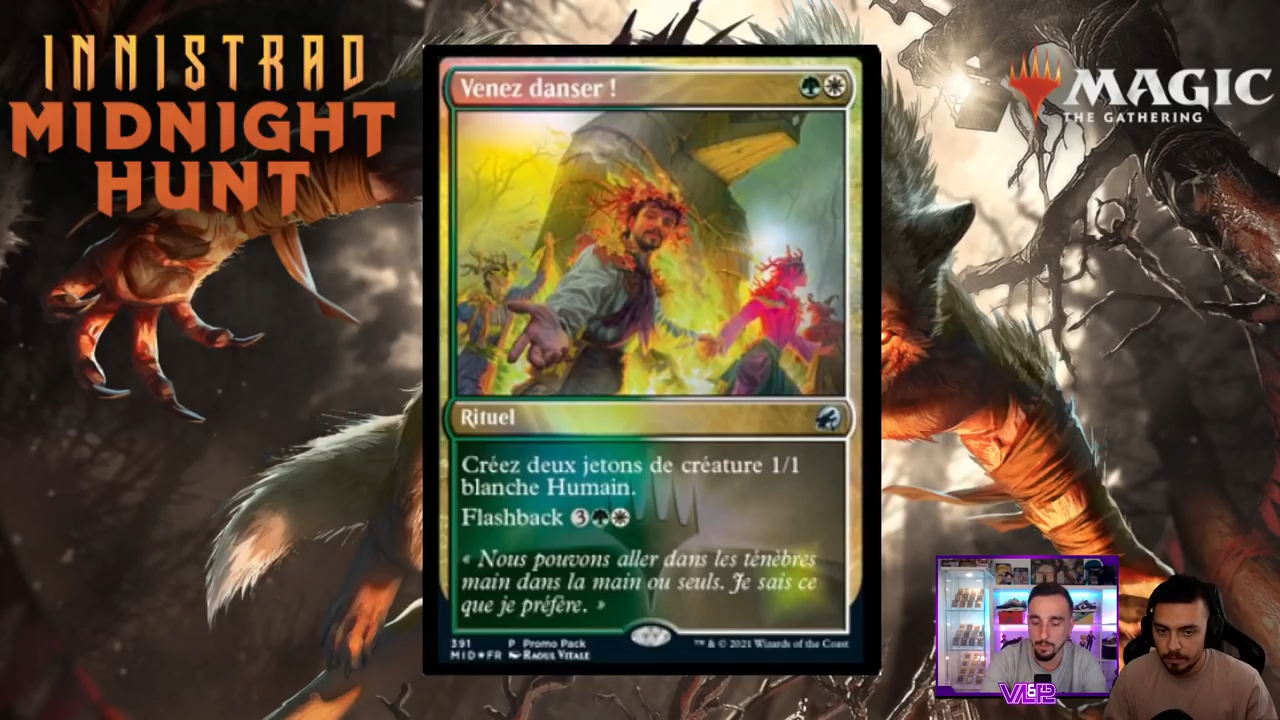 INNISTRAD
MIDNIGHT
HUNT
MAGIC
THE GATHERING
Venez danser !
Rituel
Créez deux jetons de créature 1/1
blanche Humain.
Flashback 3
« Nous pouvons aller dans les ténèbres
main dans la main ou seuls. Je sais ce
que je préfère. »
391 P Promo Pack
MID★FR RAOUL VITALE
™ & © 2021 Wizards of the Coast